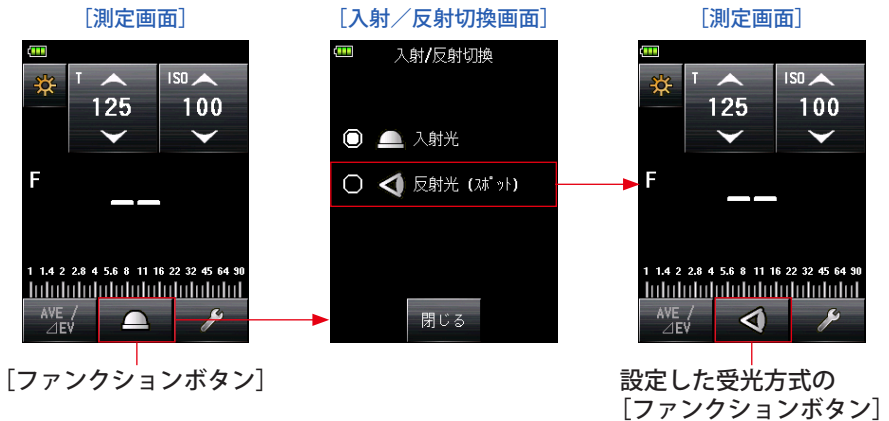 ［測定画面］
T
125
ISO
100
F
1 1.4 2 2.8 4 5.6 8 11 16 22 32 45 64 90
AVE /
⊿EV
［ファンクションボタン］
［入射／反射切換画面］
入射/反射切換
入射光
反射光 (ｽﾎﾟｯﾄ)
閉じる
［測定画面］
T
125
ISO
100
F
1 1.4 2 2.8 4 5.6 8 11 16 22 32 45 64 90
AVE /
⊿EV
設定した受光方式の
［ファンクションボタン］